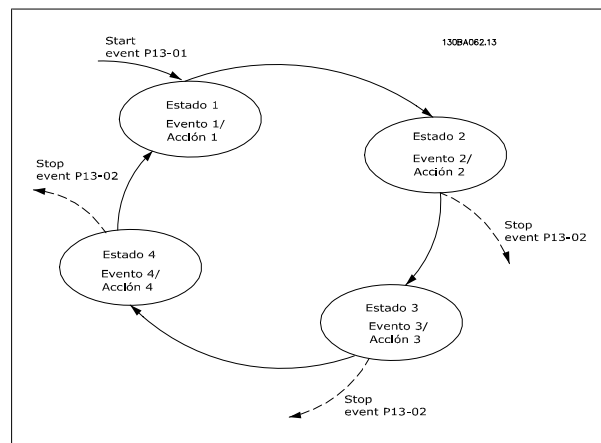 Start
event P13-01
130BA062.13
Estado 1
Evento 1/
Acción 1
Estado 2
Evento 2/
Acción 2
Stop
event P13-02
Stop
event P13-02
Estado 4
Evento 4/
Acción 4
Estado 3
Evento 3/
Acción 3
Stop
event P13-02